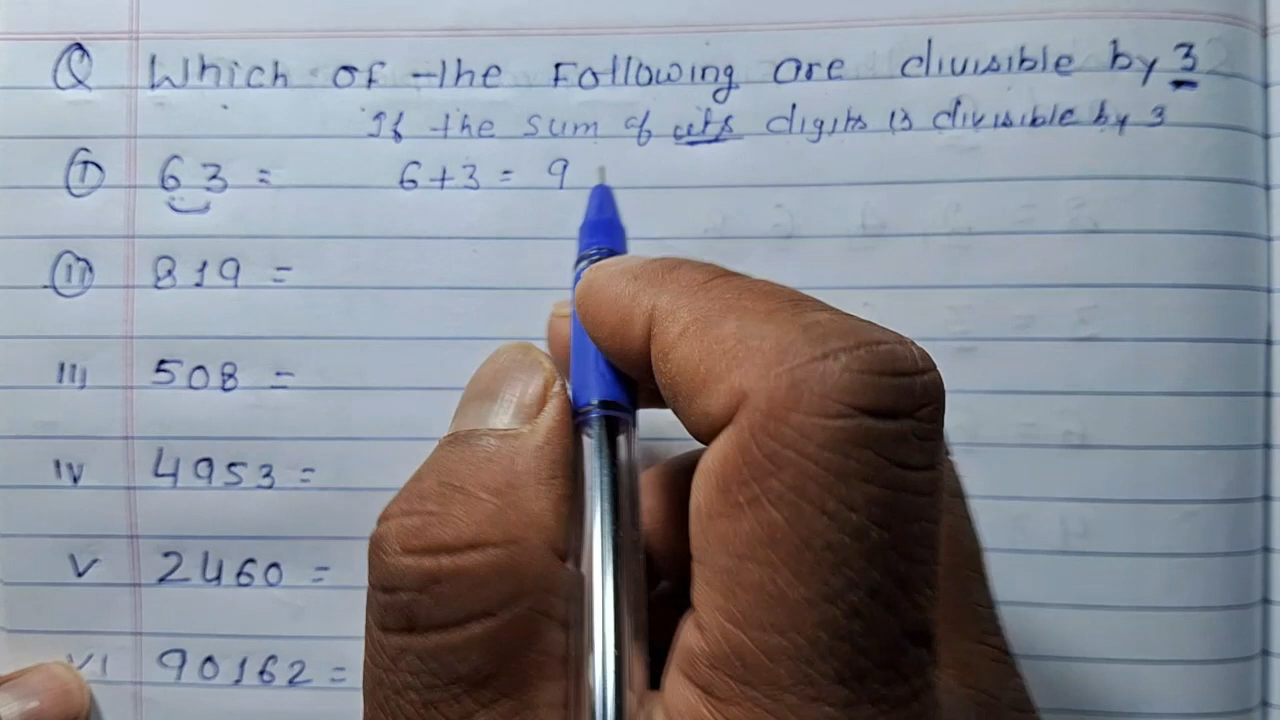 Q Which of the Following are divisible by 3
If the sum of its digits is divisible by 3
I 63 = 6+3 = 9
II 819 =
III 508 =
IV 4953 =
V 2460 =
VI 90162 =